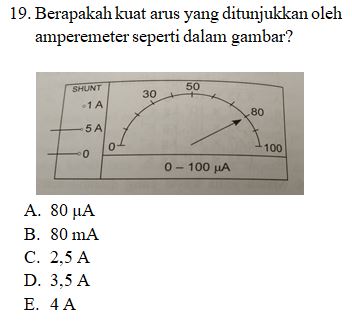 19. Berapakah kuat arus yang ditunjukkan oleh
amperemeter seperti dalam gambar?
SHUNT
1 A
5 A
0
0
30
50
80
100
0 – 100 µA
A. 80 µA
B. 80 mA
C. 2,5 A
D. 3,5 A
E. 4 A